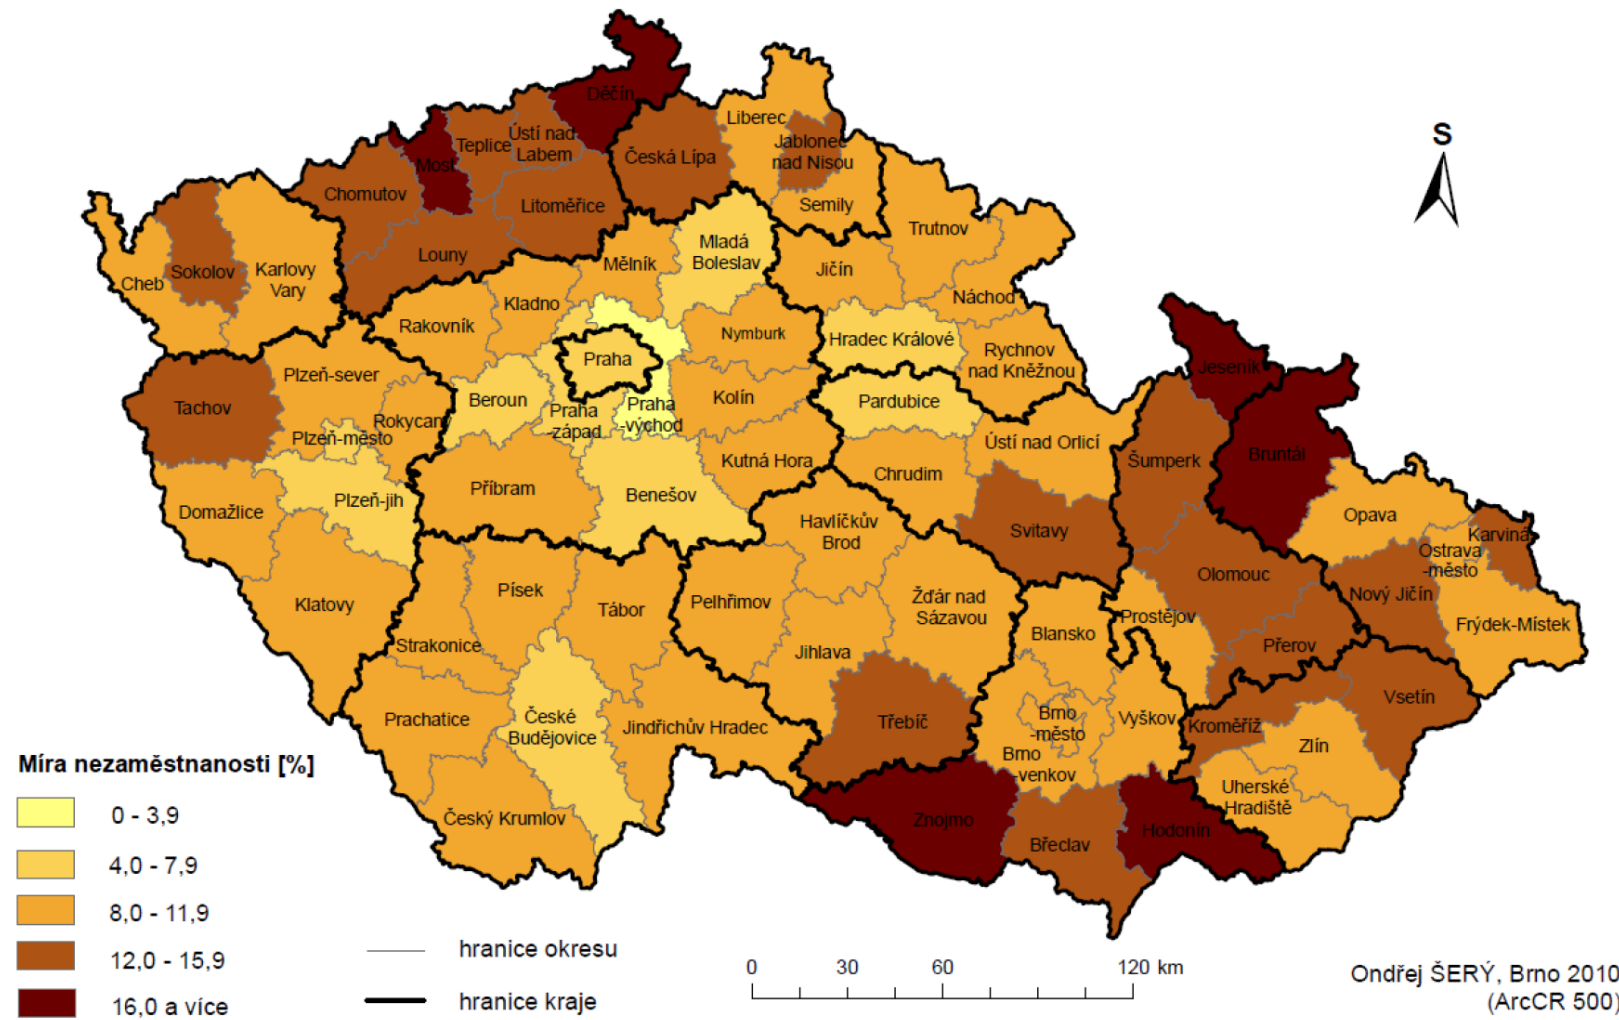 Děčín
Liberec
Ústí nad
Labem
Teplice
Most
Česká Lípa
Jablonec
nad Nisou
Chomutov
Litoměřice
Semily
S
Trutnov
Louny
Mladá
Boleslav
Mělník
Jičín
Cheb
Sokolov
Karlovy
Vary
Kladno
Náchod
Rakovník
Nymburk
Hradec Králové
Rychnov
nad Kněžnou
Praha
Plzeň-sever
Jeseník
Tachov
Beroun
Kolín
Pardubice
Rokycan
Praha
-západ
Praha
-východ
Plzeň-město
Ústí nad Orlicí
Šumperk
Bruntál
Kutná Hora
Chrudim
Příbram
Benešov
Plzeň-jih
Domažlice
Havlíčkův
Brod
Svitavy
Opava
Karviná
Ostrava
-město
Olomouc
Nový Jičín
Klatovy
Písek
Tábor
Pelhřimov
Žďár nad
Sázavou
Prostějov
Frýdek-Místek
Strakonice
Jihlava
Blansko
Přerov
Vsetín
Prachatice
České
Budějovice
Jindřichův Hradec
Třebíč
Brno
-město
Vyškov
Kroměříž
Zlín
Brno
-venkov
Uherské
Hradiště
Český Krumlov
Znojmo
Břeclav
Hodonín
Míra nezaměstnanosti [%]
0 - 3,9
4,0 - 7,9
8,0 - 11,9
12,0 - 15,9
16,0 a více
hranice okresu
hranice kraje
0 30 60 120 km
Ondřej ŠERÝ, Brno 2010
(ArcCR 500)